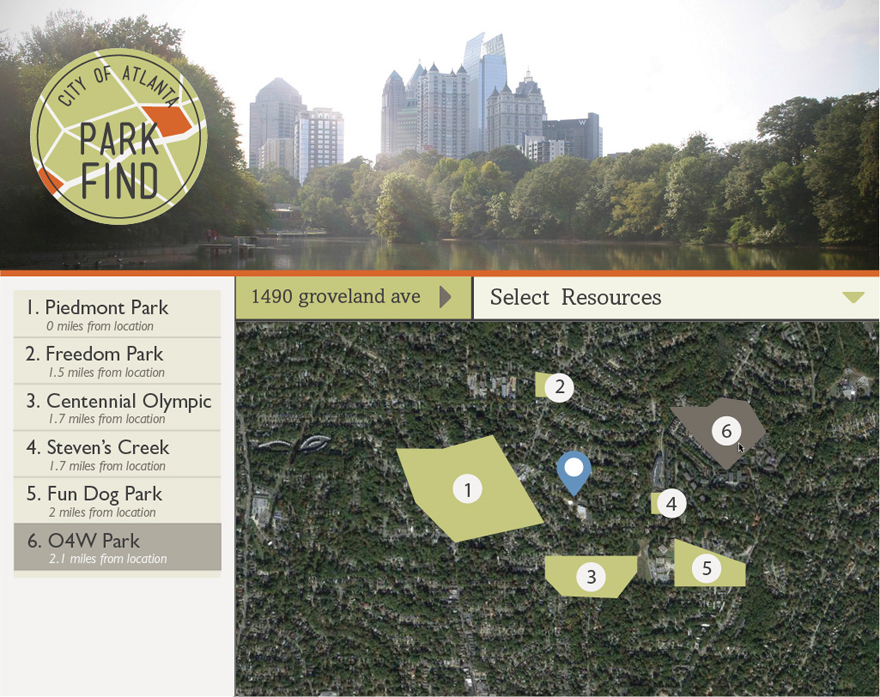 CITY OF ATLANTA
PARK
FIND
1490 groveland ave
Select Resources
1. Piedmont Park
0 miles from location
2. Freedom Park
1.5 miles from location
3. Centennial Olympic
1.7 miles from location
4. Steven's Creek
1.7 miles from location
5. Fun Dog Park
2 miles from location
6. O4W Park
2.1 miles from location
2
6
1
4
3
5